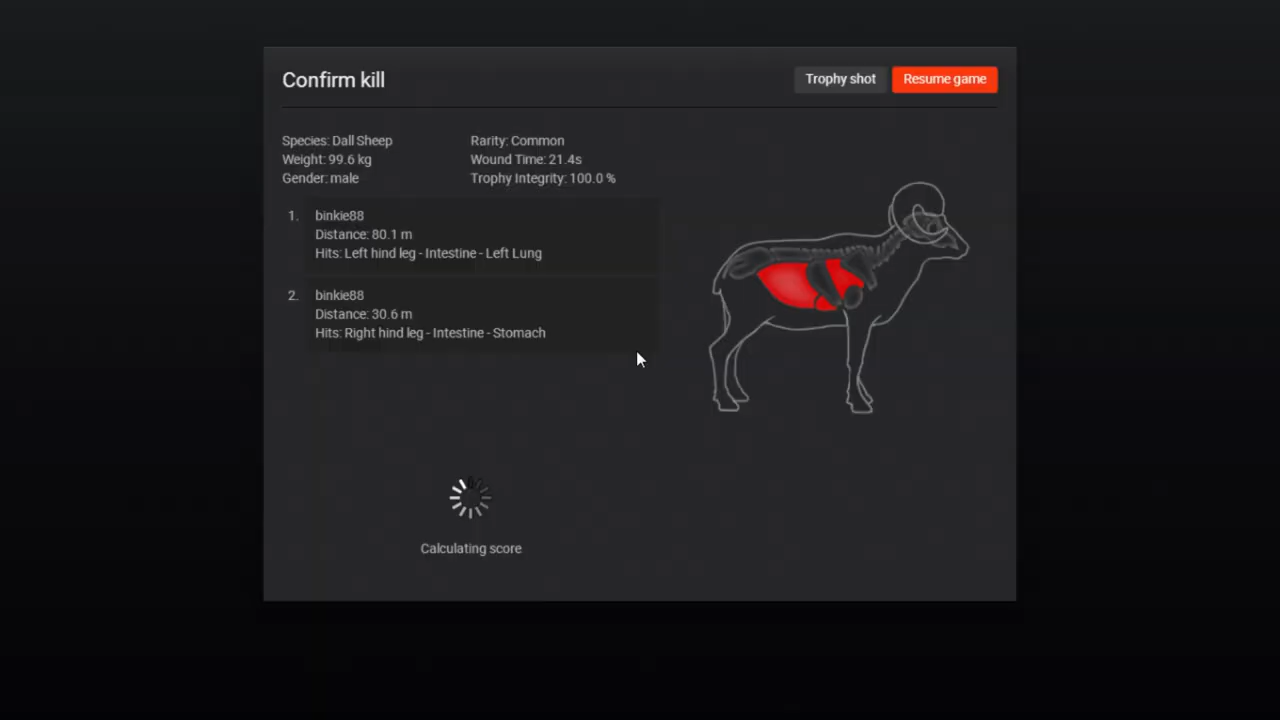 Confirm kill
Trophy shot
Resume game
Species: Dall Sheep
Weight: 99.6 kg
Gender: male
Rarity: Common
Wound Time: 21.4s
Trophy Integrity: 100.0 %
1. binkie88
Distance: 80.1 m
Hits: Left hind leg - Intestine - Left Lung
2. binkie88
Distance: 30.6 m
Hits: Right hind leg - Intestine - Stomach
Calculating score